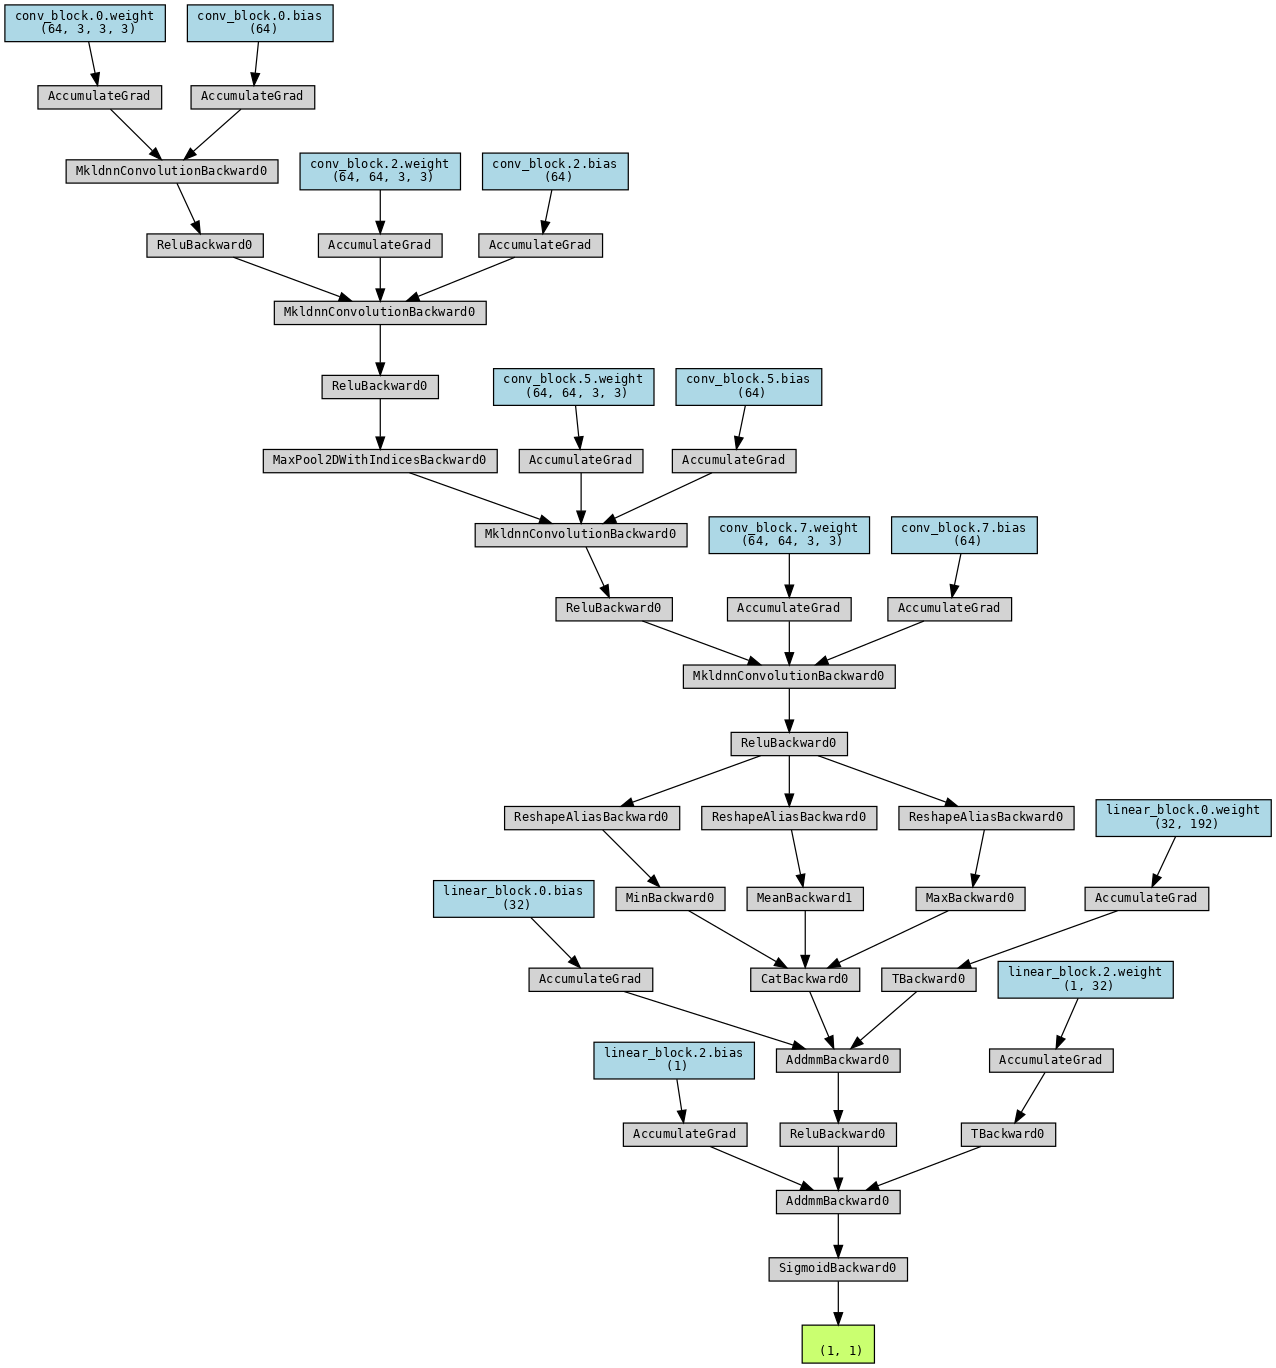 conv_block.0.weight
(64, 3, 3, 3)
conv_block.0.bias
(64)
AccumulateGrad
AccumulateGrad
MkldnnConvolutionBackward0
conv_block.2.weight
(64, 64, 3, 3)
conv_block.2.bias
(64)
ReluBackward0
AccumulateGrad
AccumulateGrad
MkldnnConvolutionBackward0
ReluBackward0
conv_block.5.weight
(64, 64, 3, 3)
conv_block.5.bias
(64)
MaxPool2DWithIndicesBackward0
AccumulateGrad
AccumulateGrad
MkldnnConvolutionBackward0
conv_block.7.weight
(64, 64, 3, 3)
conv_block.7.bias
(64)
ReluBackward0
AccumulateGrad
AccumulateGrad
MkldnnConvolutionBackward0
ReluBackward0
ReshapeAliasBackward0
ReshapeAliasBackward0
ReshapeAliasBackward0
linear_block.0.weight
(32, 192)
linear_block.0.bias
(32)
MinBackward0
MeanBackward1
MaxBackward0
AccumulateGrad
AccumulateGrad
CatBackward0
TBackward0
linear_block.2.weight
(1, 32)
linear_block.2.bias
(1)
AddmmBackward0
AccumulateGrad
AccumulateGrad
ReluBackward0
TBackward0
AddmmBackward0
SigmoidBackward0
(1, 1)